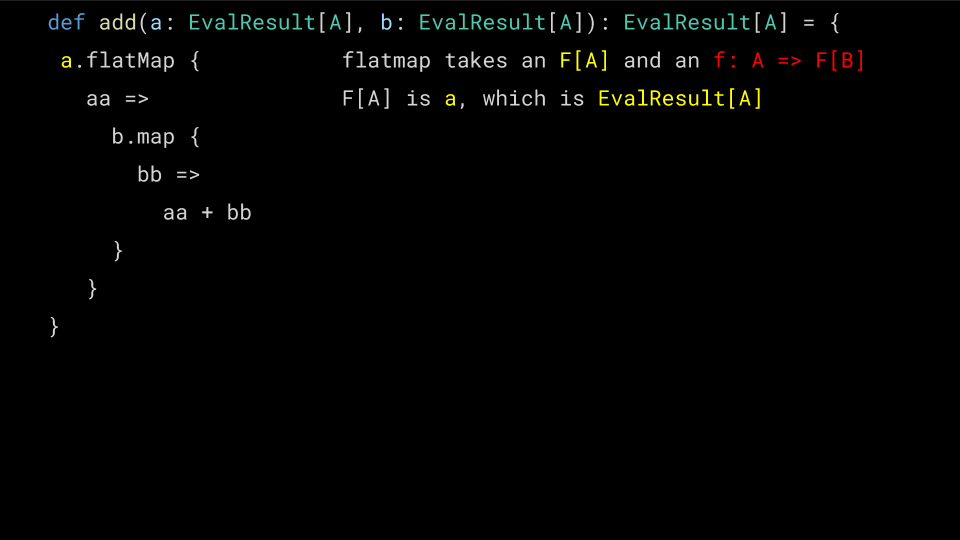 def add(a: EvalResult[A], b: EvalResult[A]): EvalResult[A] = {
a.flatMap { flatmap takes an F[A] and an f: A => F[B]
aa => F[A] is a, which is EvalResult[A]
b.map {
bb =>
aa + bb
}
}
}